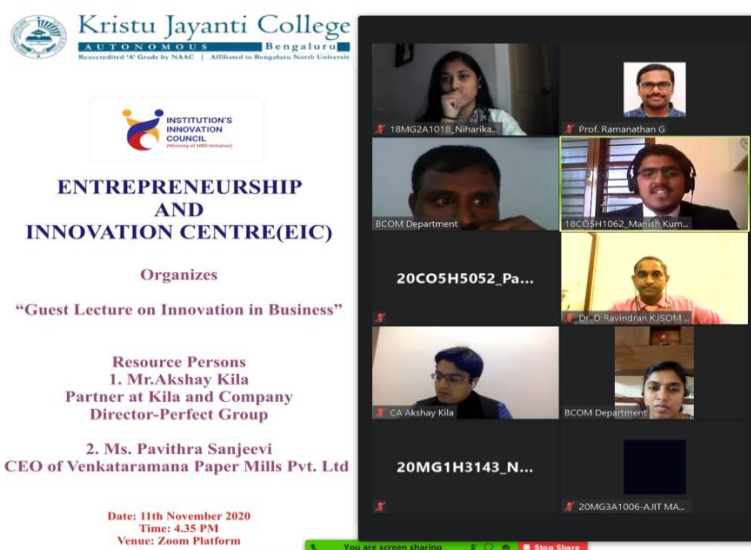 Kristu Jayanti College
AUTONOMOUS Bengaluru
Reaccredited 'A' Grade by NAAC | Affiliated to Bengaluru North University
INSTITUTION'S
INNOVATION
COUNCIL
(Ministry of HRD Initiative)
ENTREPRENEURSHIP
AND
INNOVATION CENTRE(EIC)
Organizes
“Guest Lecture on Innovation in Business”
Resource Persons
1. Mr.Akshay Kila
Partner at Kila and Company
Director-Perfect Group
2. Ms. Pavithra Sanjeevi
CEO of Venkataramana Paper Mills Pvt. Ltd
Date: 11th November 2020
Time: 4.35 PM
Venue: Zoom Platform
18MG2A1018_Niharika...
Prof. Ramanathan G
BCOM Department
18CO5H1062_Manish Kum...
20CO5H5052_Pa...
Dr. D Ravindran KJSOM ...
CA Akshay Kila
BCOM Department
20MG1H3143_N...
20MG3A1006-AJIT MA...
You are screen sharing
Stop Share